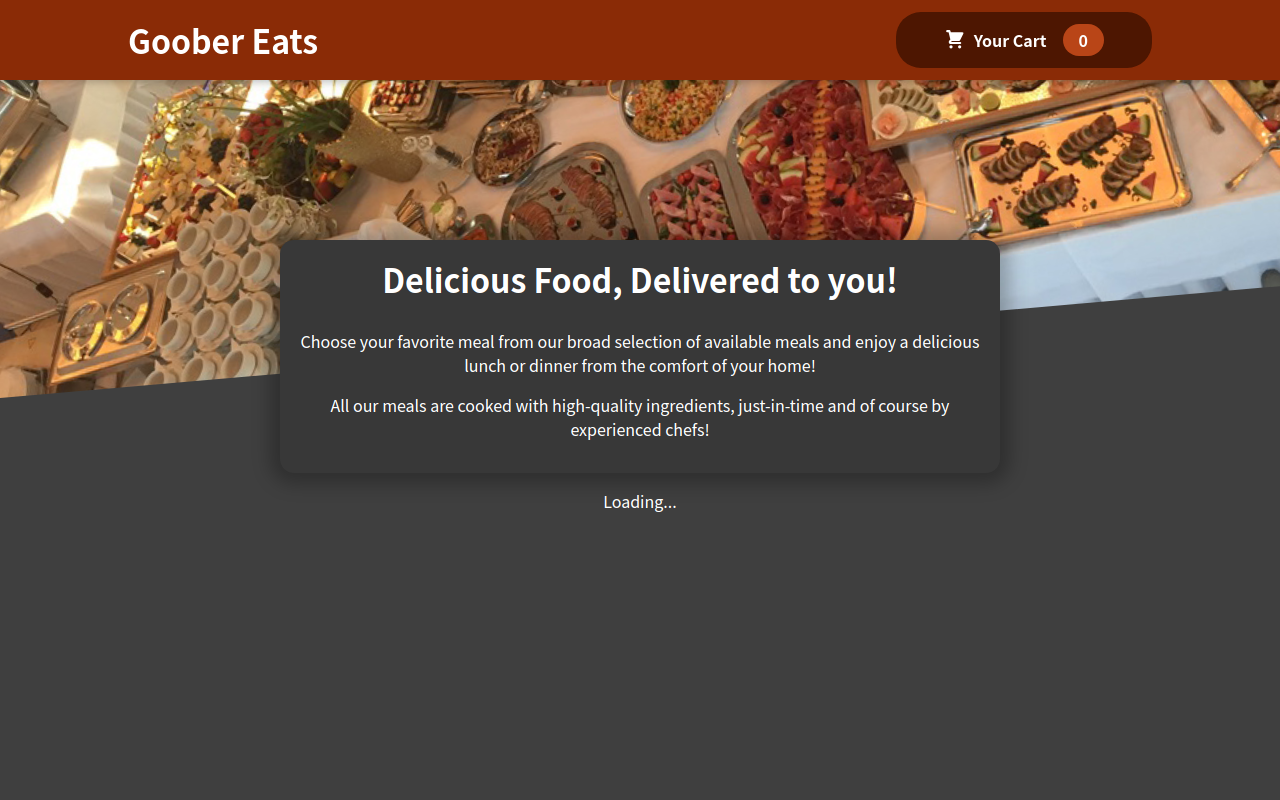 Goober Eats
Your Cart 0
Delicious Food, Delivered to you!
Choose your favorite meal from our broad selection of available meals and enjoy a delicious
lunch or dinner from the comfort of your home!
All our meals are cooked with high-quality ingredients, just-in-time and of course by
experienced chefs!
Loading...